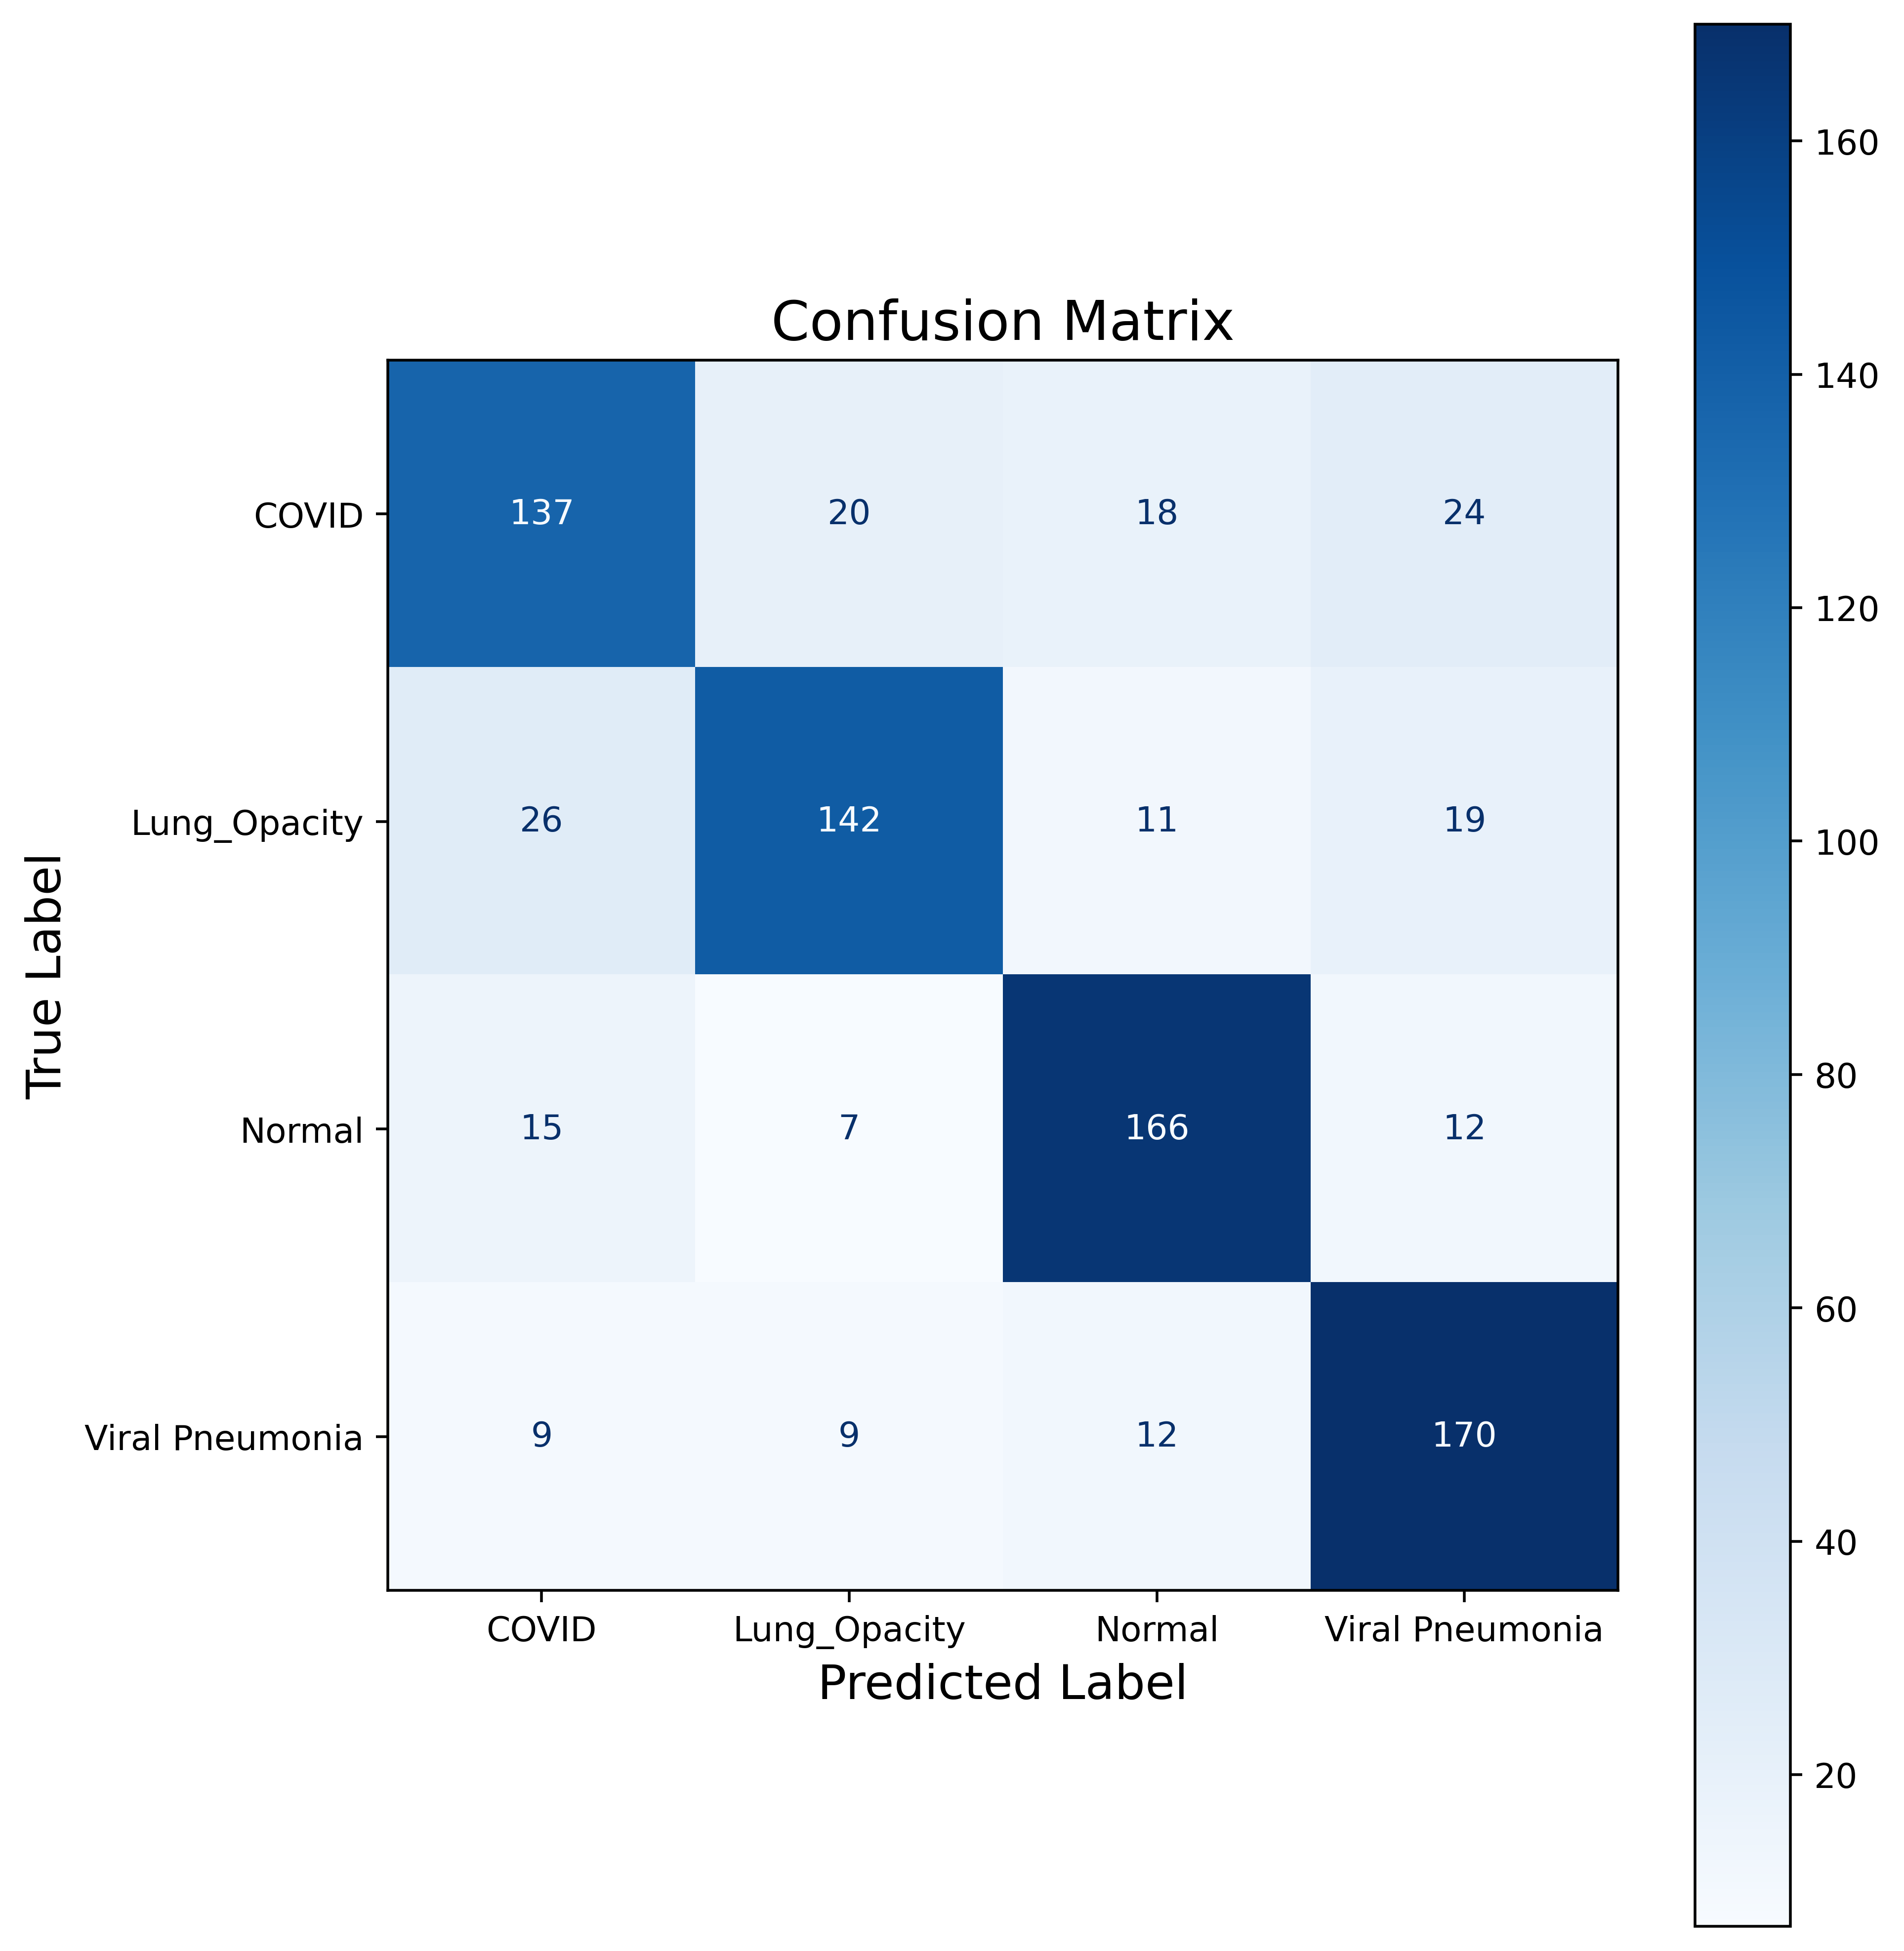 Confusion Matrix
COVID 137 20 18 24
Lung_Opacity 26 142 11 19
Normal 15 7 166 12
Viral Pneumonia 9 9 12 170
COVID Lung_Opacity Normal Viral Pneumonia
Predicted Label
True Label
160
140
120
100
80
60
40
20